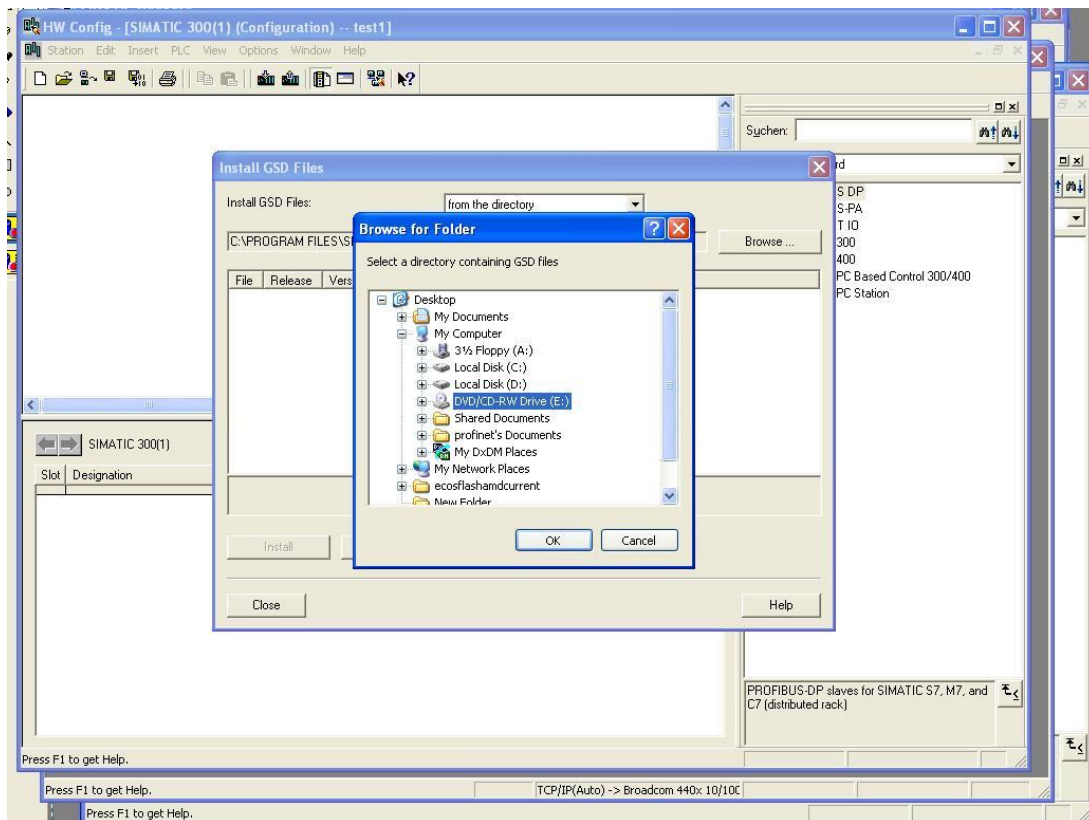 HW Config - [SIMATIC 300(1) (Configuration) -- test1]
Station Edit Insert PLC View Options Window Help
Suchen:
Install GSD Files
rd
Install GSD Files:
from the directory
C:\PROGRAM FILES\SI
Browse ...
File Release Vers
Browse for Folder
Select a directory containing GSD files
Desktop
My Documents
My Computer
3½ Floppy (A:)
Local Disk (C:)
Local Disk (D:)
DVD/CD-RW Drive (E:)
Shared Documents
profinet's Documents
My DxDM Places
My Network Places
ecosflashamdcurrent
New Folder
OK Cancel
Install
Close
Help
S DP
S-PA
T IO
300
400
PC Based Control 300/400
PC Station
SIMATIC 300(1)
Slot Designation
PROFIBUS-DP slaves for SIMATIC S7, M7, and
C7 (distributed rack)
Press F1 to get Help.
Press F1 to get Help.
TCP/IP(Auto) -> Broadcom 440x 10/100
Press F1 to get Help.